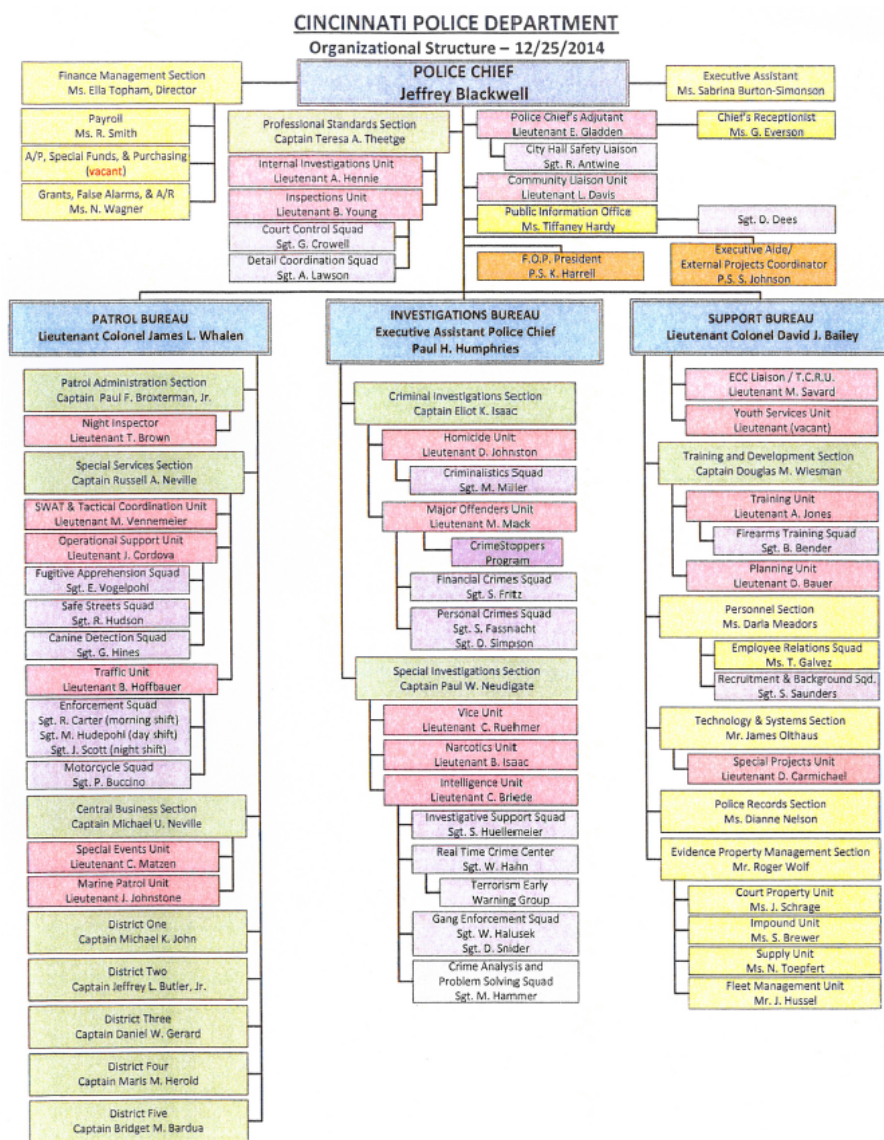 CINCINNATI POLICE DEPARTMENT
Organizational Structure – 12/25/2014
POLICE CHIEF
Jeffrey Blackwell
Finance Management Section
Ms. Ella Topham, Director
Payroll
Ms. R. Smith
A/P, Special Funds, & Purchasing
(vacant)
Grants, False Alarms, & A/R
Ms. N. Wagner
Executive Assistant
Ms. Sabrina Burton-Simonson
Professional Standards Section
Captain Teresa A. Theetge
Internal Investigations Unit
Lieutenant A. Hennie
Inspections Unit
Lieutenant B. Young
Court Control Squad
Sgt. G. Crowell
Detail Coordination Squad
Sgt. A. Lawson
Police Chief's Adjutant
Lieutenant E. Gladden
Chief's Receptionist
Ms. G. Everson
City Hall Safety Liaison
Sgt. R. Antwine
Community Liaison Unit
Lieutenant L. Davis
Public Information Office
Ms. Tiffaney Hardy
Sgt. D. Dees
F.O.P. President
P.S. K. Harrell
Executive Aide/
External Projects Coordinator
P.S. S. Johnson
PATROL BUREAU
Lieutenant Colonel James L. Whalen
Patrol Administration Section
Captain Paul F. Broxterman, Jr.
Night Inspector
Lieutenant T. Brown
Special Services Section
Captain Russell A. Neville
SWAT & Tactical Coordination Unit
Lieutenant M. Vennemeier
Operational Support Unit
Lieutenant J. Cordova
Fugitive Apprehension Squad
Sgt. E. Vogelpohl
Safe Streets Squad
Sgt. R. Hudson
Canine Detection Squad
Sgt. G. Hines
Traffic Unit
Lieutenant B. Hoffbauer
Enforcement Squad
Sgt. R. Carter (morning shift)
Sgt. M. Hudepohl (day shift)
Sgt. J. Scott (night shift)
Motorcycle Squad
Sgt. P. Buccino
Central Business Section
Captain Michael U. Neville
Special Events Unit
Lieutenant C. Matzen
Marine Patrol Unit
Lieutenant J. Johnstone
District One
Captain Michael K. John
District Two
Captain Jeffrey L. Butler, Jr.
District Three
Captain Daniel W. Gerard
District Four
Captain Maris M. Herold
District Five
Captain Bridget M. Bardua
INVESTIGATIONS BUREAU
Executive Assistant Police Chief
Paul H. Humphries
Criminal Investigations Section
Captain Eliot K. Isaac
Homicide Unit
Lieutenant D. Johnston
Criminalistics Squad
Sgt. M. Miller
Major Offenders Unit
Lieutenant M. Mack
CrimeStoppers
Program
Financial Crimes Squad
Sgt. S. Fritz
Personal Crimes Squad
Sgt. S. Fassnacht
Sgt. D. Simpson
Special Investigations Section
Captain Paul W. Neudigate
Vice Unit
Lieutenant C. Ruehmer
Narcotics Unit
Lieutenant B. Isaac
Intelligence Unit
Lieutenant C. Briede
Investigative Support Squad
Sgt. S. Huellemeier
Real Time Crime Center
Sgt. W. Hahn
Terrorism Early
Warning Group
Gang Enforcement Squad
Sgt. W. Halusek
Sgt. D. Snider
Crime Analysis and
Problem Solving Squad
Sgt. M. Hammer
SUPPORT BUREAU
Lieutenant Colonel David J. Bailey
ECC Liaison / T.C.R.U.
Lieutenant M. Savard
Youth Services Unit
Lieutenant (vacant)
Training and Development Section
Captain Douglas M. Wiesman
Training Unit
Lieutenant A. Jones
Firearms Training Squad
Sgt. B. Bender
Planning Unit
Lieutenant D. Bauer
Personnel Section
Ms. Darla Meadors
Employee Relations Squad
Ms. T. Galvez
Recruitment & Background Sqd.
Sgt. S. Saunders
Technology & Systems Section
Mr. James Olthaus
Special Projects Unit
Lieutenant D. Carmichael
Police Records Section
Ms. Dianne Nelson
Evidence Property Management Section
Mr. Roger Wolf
Court Property Unit
Ms. J. Schrage
Impound Unit
Ms. S. Brewer
Supply Unit
Ms. N. Toepfert
Fleet Management Unit
Mr. J. Hussel